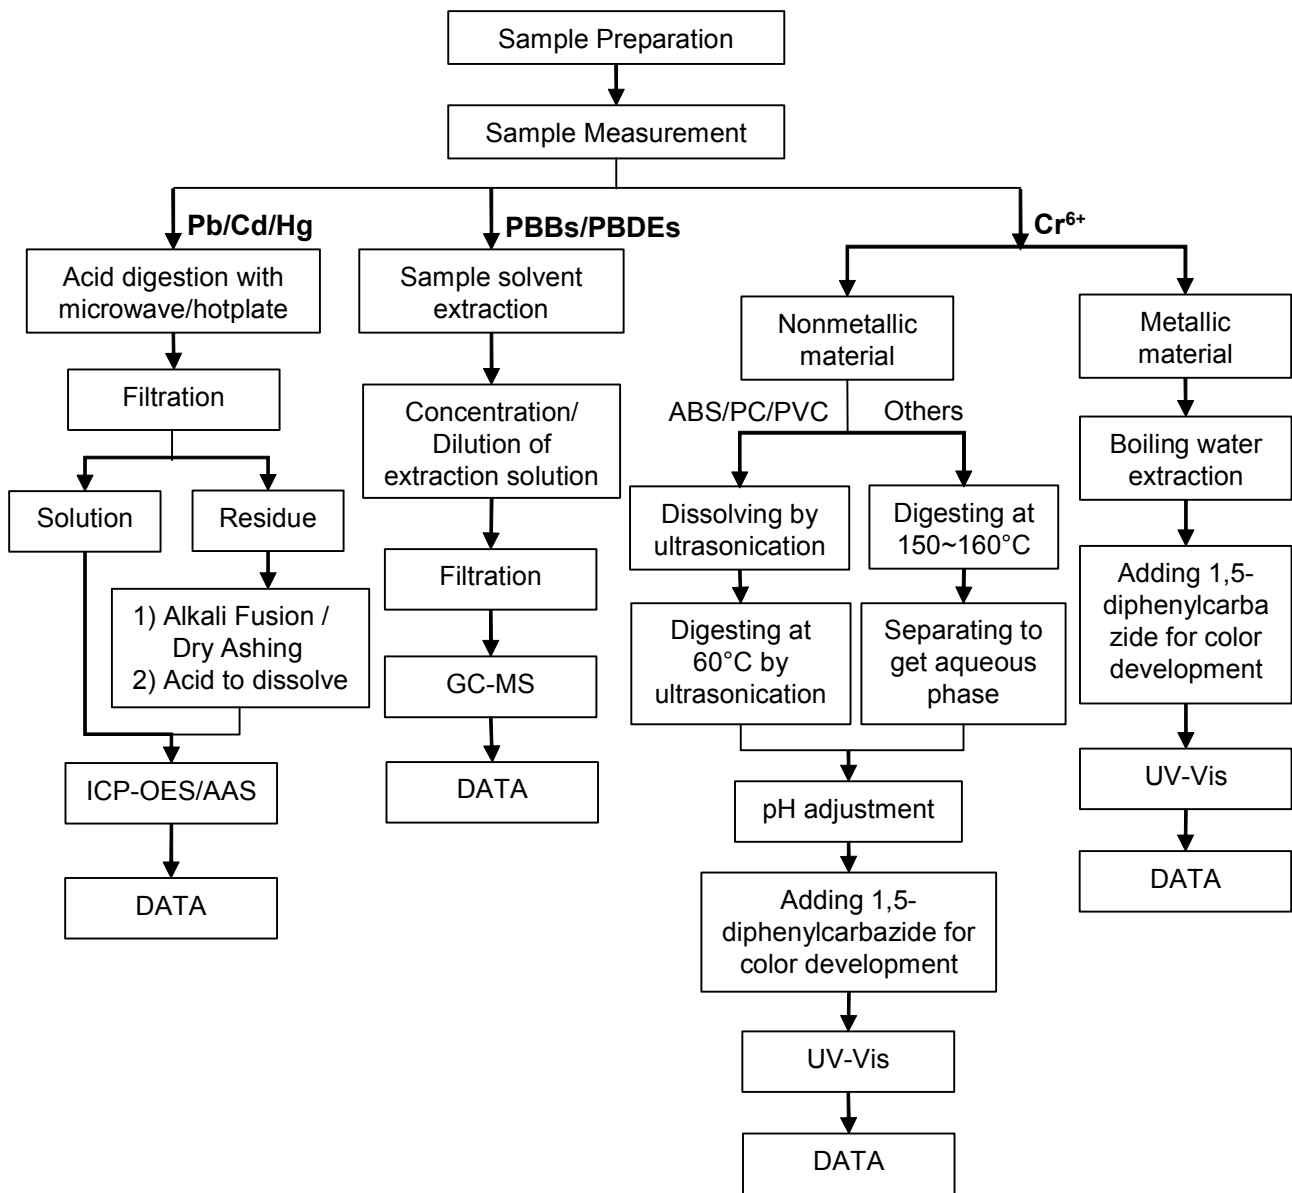 Sample Preparation
Sample Measurement
Pb/Cd/Hg
Acid digestion with
microwave/hotplate
Filtration
Solution
Residue
1) Alkali Fusion /
Dry Ashing
2) Acid to dissolve
ICP-OES/AAS
DATA
PBBs/PBDEs
Sample solvent
extraction
Concentration/
Dilution of
extraction solution
Filtration
GC-MS
DATA
Cr⁶⁺
Nonmetallic
material
ABS/PC/PVC
Others
Dissolving by
ultrasonication
Digesting at
60°C by
ultrasonication
Digesting at
150~160°C
Separating to
get aqueous
phase
pH adjustment
Adding 1,5-
diphenylcarbazide for
color development
UV-Vis
DATA
Metallic
material
Boiling water
extraction
Adding 1,5-
diphenylcarba
zide for color
development
UV-Vis
DATA